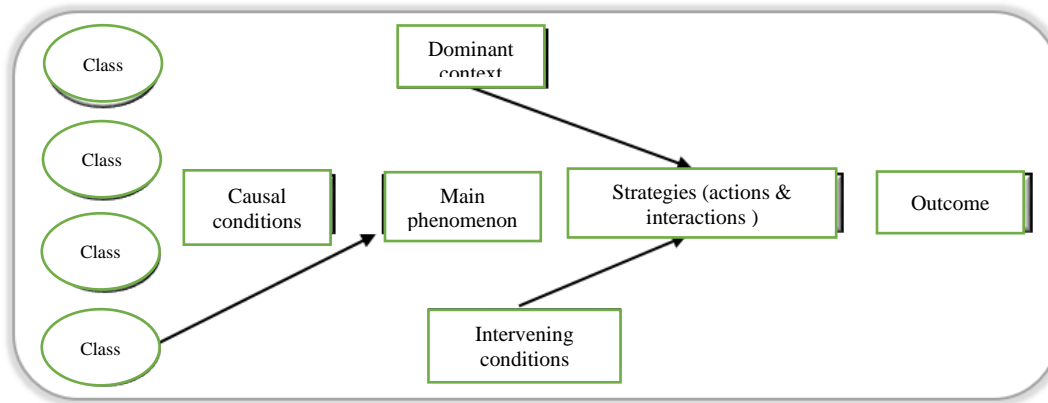 Class
Dominant
context
Class
Causal
conditions
Main
phenomenon
Strategies (actions &
interactions )
Outcome
Class
Class
Intervening
conditions